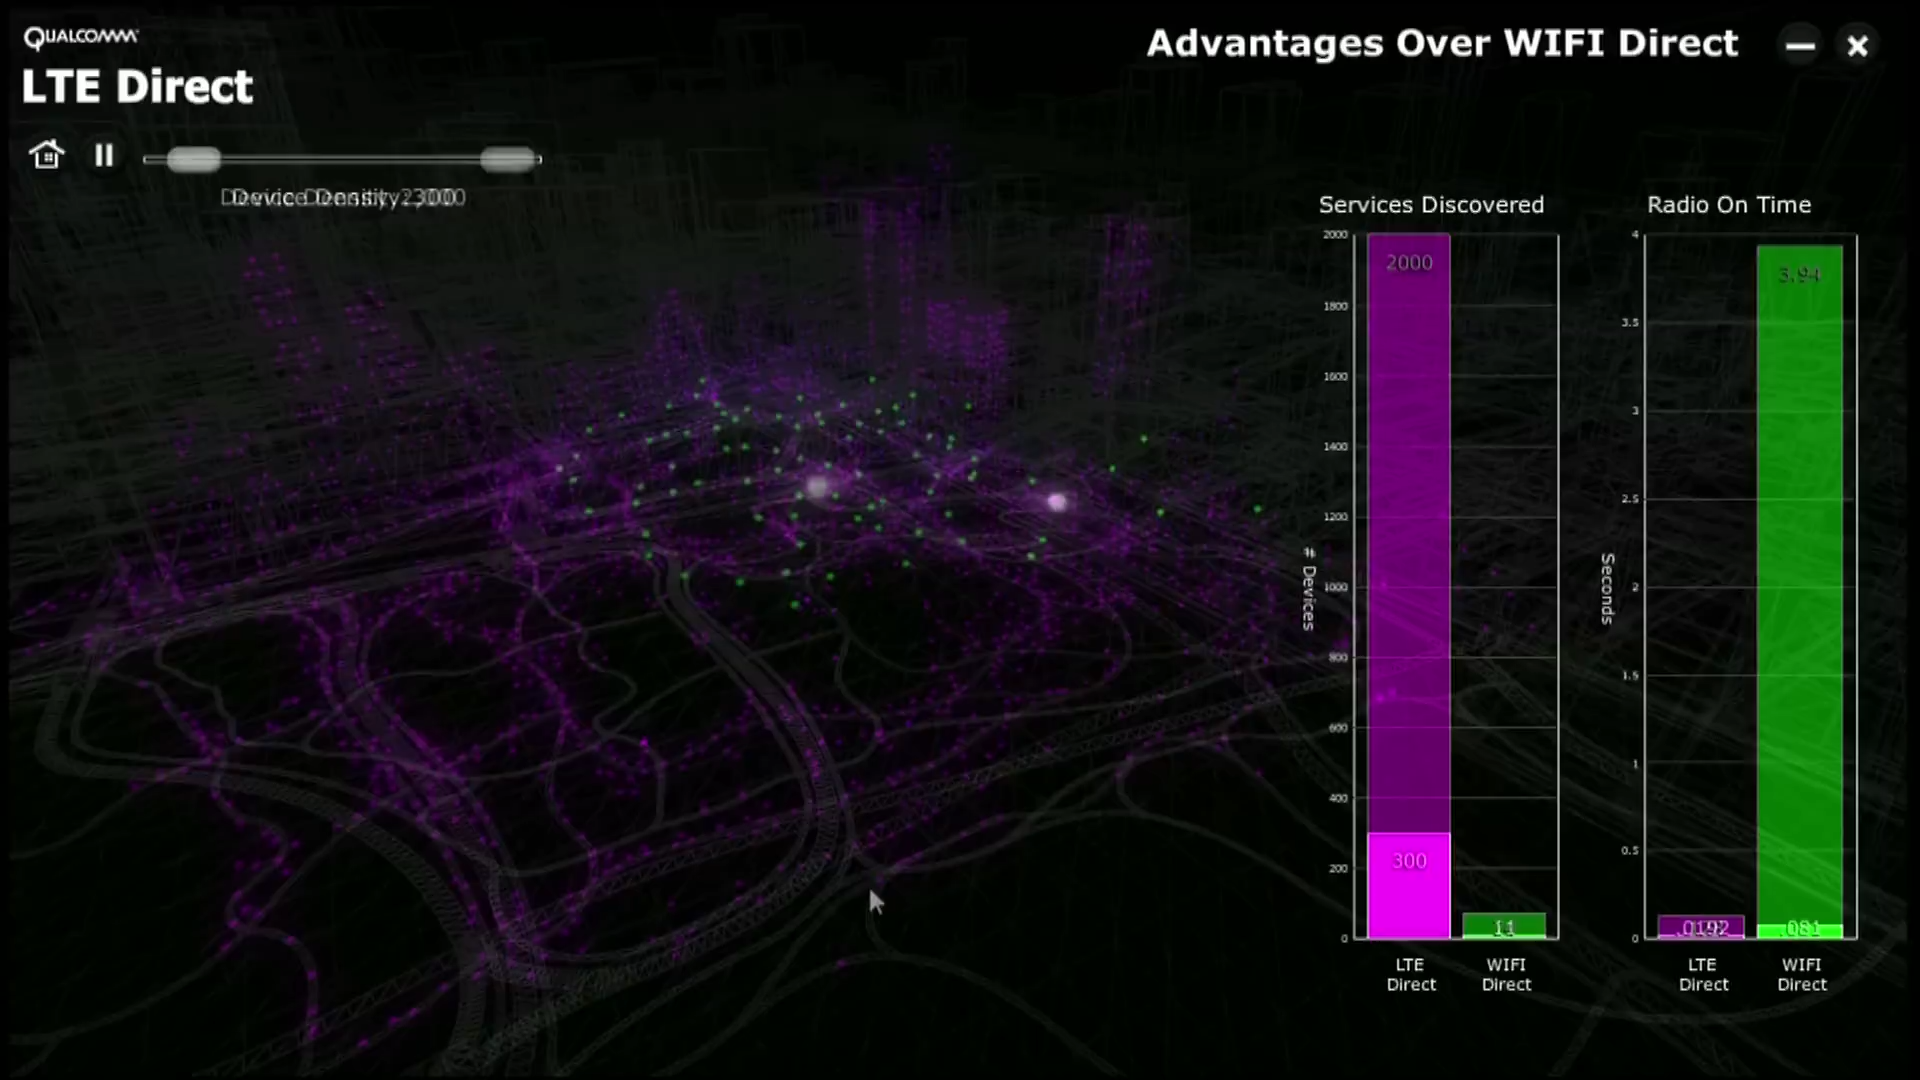 QUALCOMM
LTE Direct
Advantages Over WIFI Direct
Device Density
Services Discovered
Radio On Time
2000
1800
1600
1400
1200
1000
800
600
400
200
0
# Devices
2000
300
11
LTE Direct
WIFI Direct
4
3.5
3
2.5
2
1.5
1
0.5
0
Seconds
3.94
.081
LTE Direct
WIFI Direct